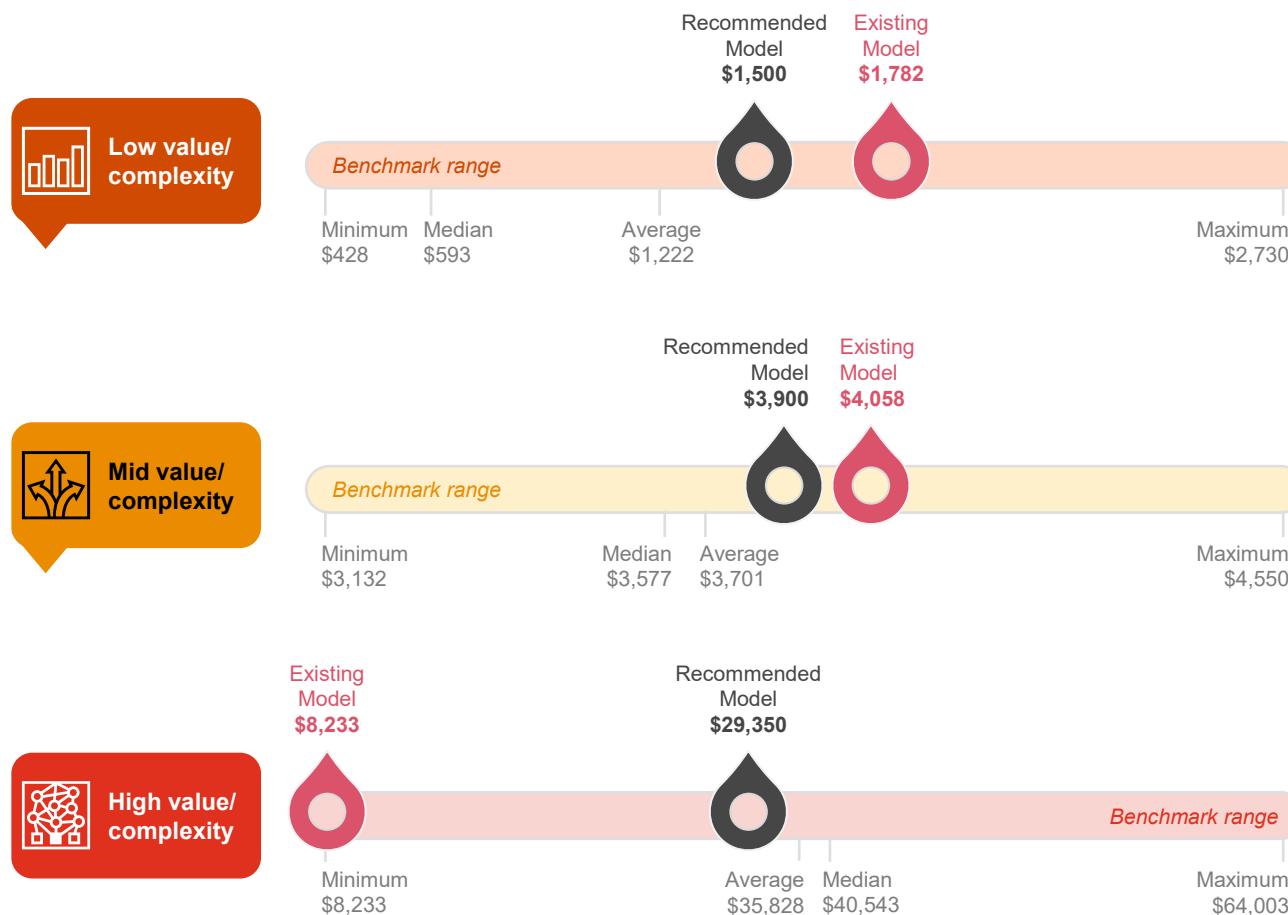 Recommended
Model
$1,500
Existing
Model
$1,782
Low value/
complexity
Benchmark range
Minimum
$428
Median
$593
Average
$1,222
Maximum
$2,730
Recommended
Model
$3,900
Existing
Model
$4,058
Mid value/
complexity
Benchmark range
Minimum
$3,132
Median
$3,577
Average
$3,701
Maximum
$4,550
Existing
Model
$8,233
Recommended
Model
$29,350
High value/
complexity
Benchmark range
Minimum
$8,233
Average
$35,828
Median
$40,543
Maximum
$64,003